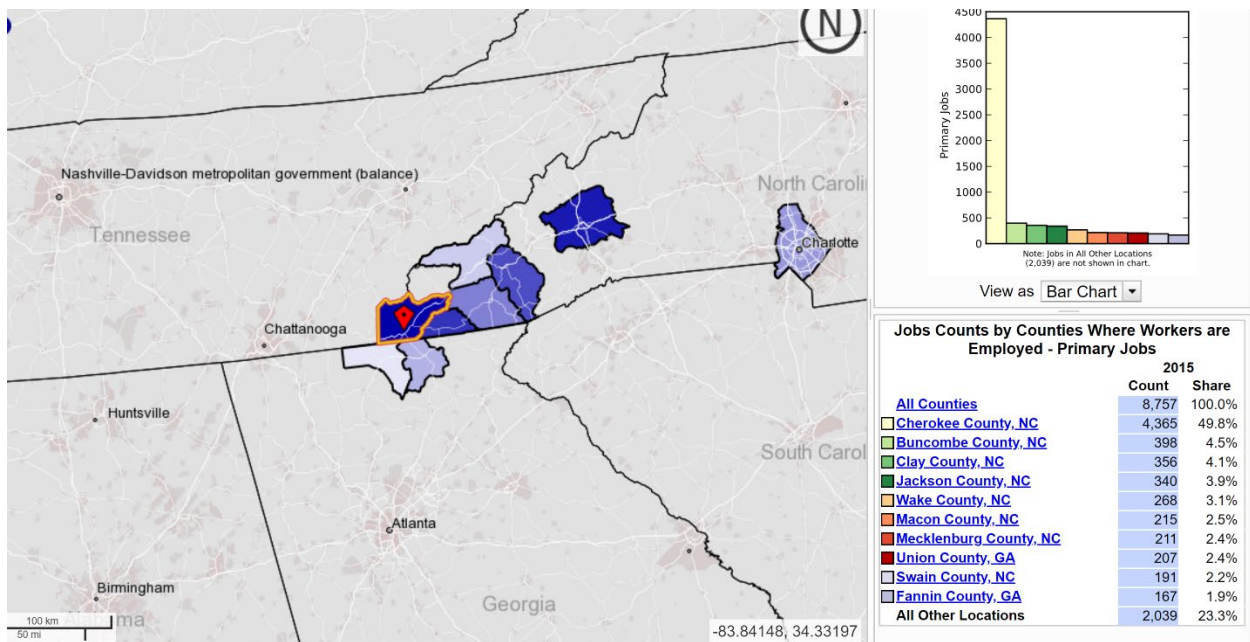 N
Nashville-Davidson metropolitan government (balance)
Tennessee
North Caroli
Charlotte
Chattanooga
Huntsville
South Carol
Atlanta
Birmingham
Alabama
Georgia
100 km
50 mi
-83.84148, 34.33197
4500
4000
3500
3000
2500
2000
1500
1000
500
0
Primary Jobs
Note: Jobs in All Other Locations
(2,039) are not shown in chart.
View as Bar Chart
Jobs Counts by Counties Where Workers are
Employed - Primary Jobs
2015
Count Share
All Counties 8,757 100.0%
Cherokee County, NC 4,365 49.8%
Buncombe County, NC 398 4.5%
Clay County, NC 356 4.1%
Jackson County, NC 340 3.9%
Wake County, NC 268 3.1%
Macon County, NC 215 2.5%
Mecklenburg County, NC 211 2.4%
Union County, GA 207 2.4%
Swain County, NC 191 2.2%
Fannin County, GA 167 1.9%
All Other Locations 2,039 23.3%